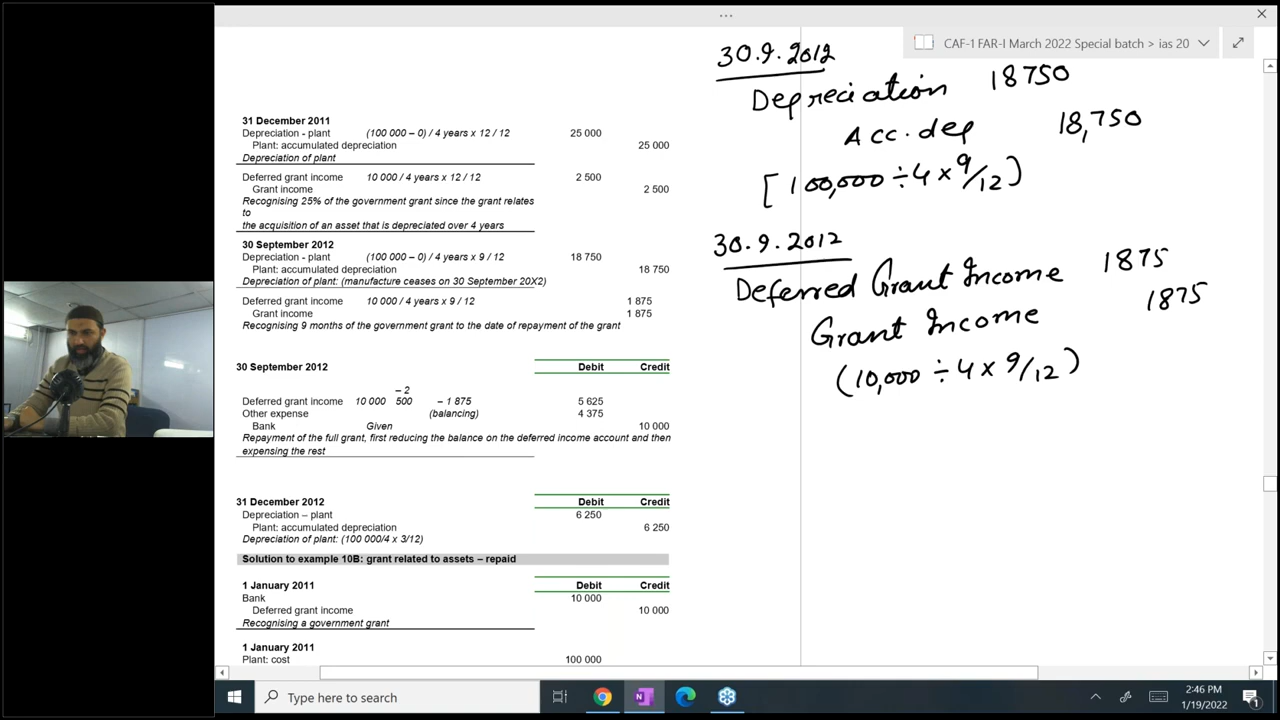 CAF-1 FAR-I March 2022 Special batch > ias 20
31 December 2011
Depreciation - plant (100 000 – 0) / 4 years x 12 / 12 25 000
Plant: accumulated depreciation 25 000
Depreciation of plant
Deferred grant income 10 000 / 4 years x 12 / 12 2 500
Grant income 2 500
Recognising 25% of the government grant since the grant relates
to
the acquisition of an asset that is depreciated over 4 years
30 September 2012
Depreciation - plant (100 000 – 0) / 4 years x 9 / 12 18 750
Plant: accumulated depreciation 18 750
Depreciation of plant: (manufacture ceases on 30 September 20X2)
Deferred grant income 10 000 / 4 years x 9 / 12 1 875
Grant income 1 875
Recognising 9 months of the government grant to the date of repayment of the grant
30 September 2012 Debit Credit
– 2
Deferred grant income 10 000 500 – 1 875 5 625
Other expense (balancing) 4 375
Bank Given 10 000
Repayment of the full grant, first reducing the balance on the deferred income account and then
expensing the rest
31 December 2012 Debit Credit
Depreciation – plant 6 250
Plant: accumulated depreciation 6 250
Depreciation of plant: (100 000/4 x 3/12)
Solution to example 10B: grant related to assets – repaid
1 January 2011 Debit Credit
Bank 10 000
Deferred grant income 10 000
Recognising a government grant
1 January 2011
Plant: cost 100 000
30.9.2012
Depreciation 18750
Acc.dep 18,750
[100,000 ÷ 4 × 9/12)
30.9.2012
Deferred Grant Income 1875
Grant Income 1875
(10,000 ÷ 4 × 9/12)
Type here to search
2:46 PM
1/19/2022
1